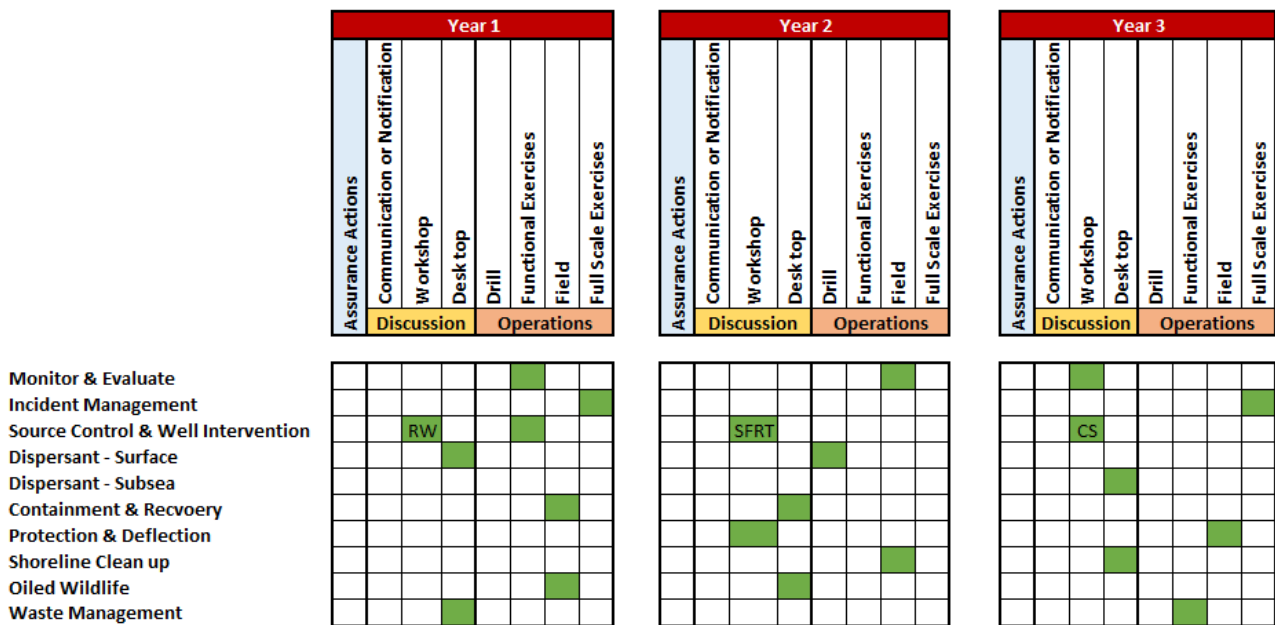 Year 1
Year 2
Year 3
Assurance Actions
Communication or Notification
Workshop
Desk top
Drill
Functional Exercises
Field
Full Scale Exercises
Discussion
Operations
Assurance Actions
Communication or Notification
Workshop
Desk top
Drill
Functional Exercises
Field
Full Scale Exercises
Discussion
Operations
Assurance Actions
Communication or Notification
Workshop
Desk top
Drill
Functional Exercises
Field
Full Scale Exercises
Discussion
Operations
Monitor & Evaluate
Incident Management
Source Control & Well Intervention RW SFRT CS
Dispersant - Surface
Dispersant - Subsea
Containment & Recvoery
Protection & Deflection
Shoreline Clean up
Oiled Wildlife
Waste Management